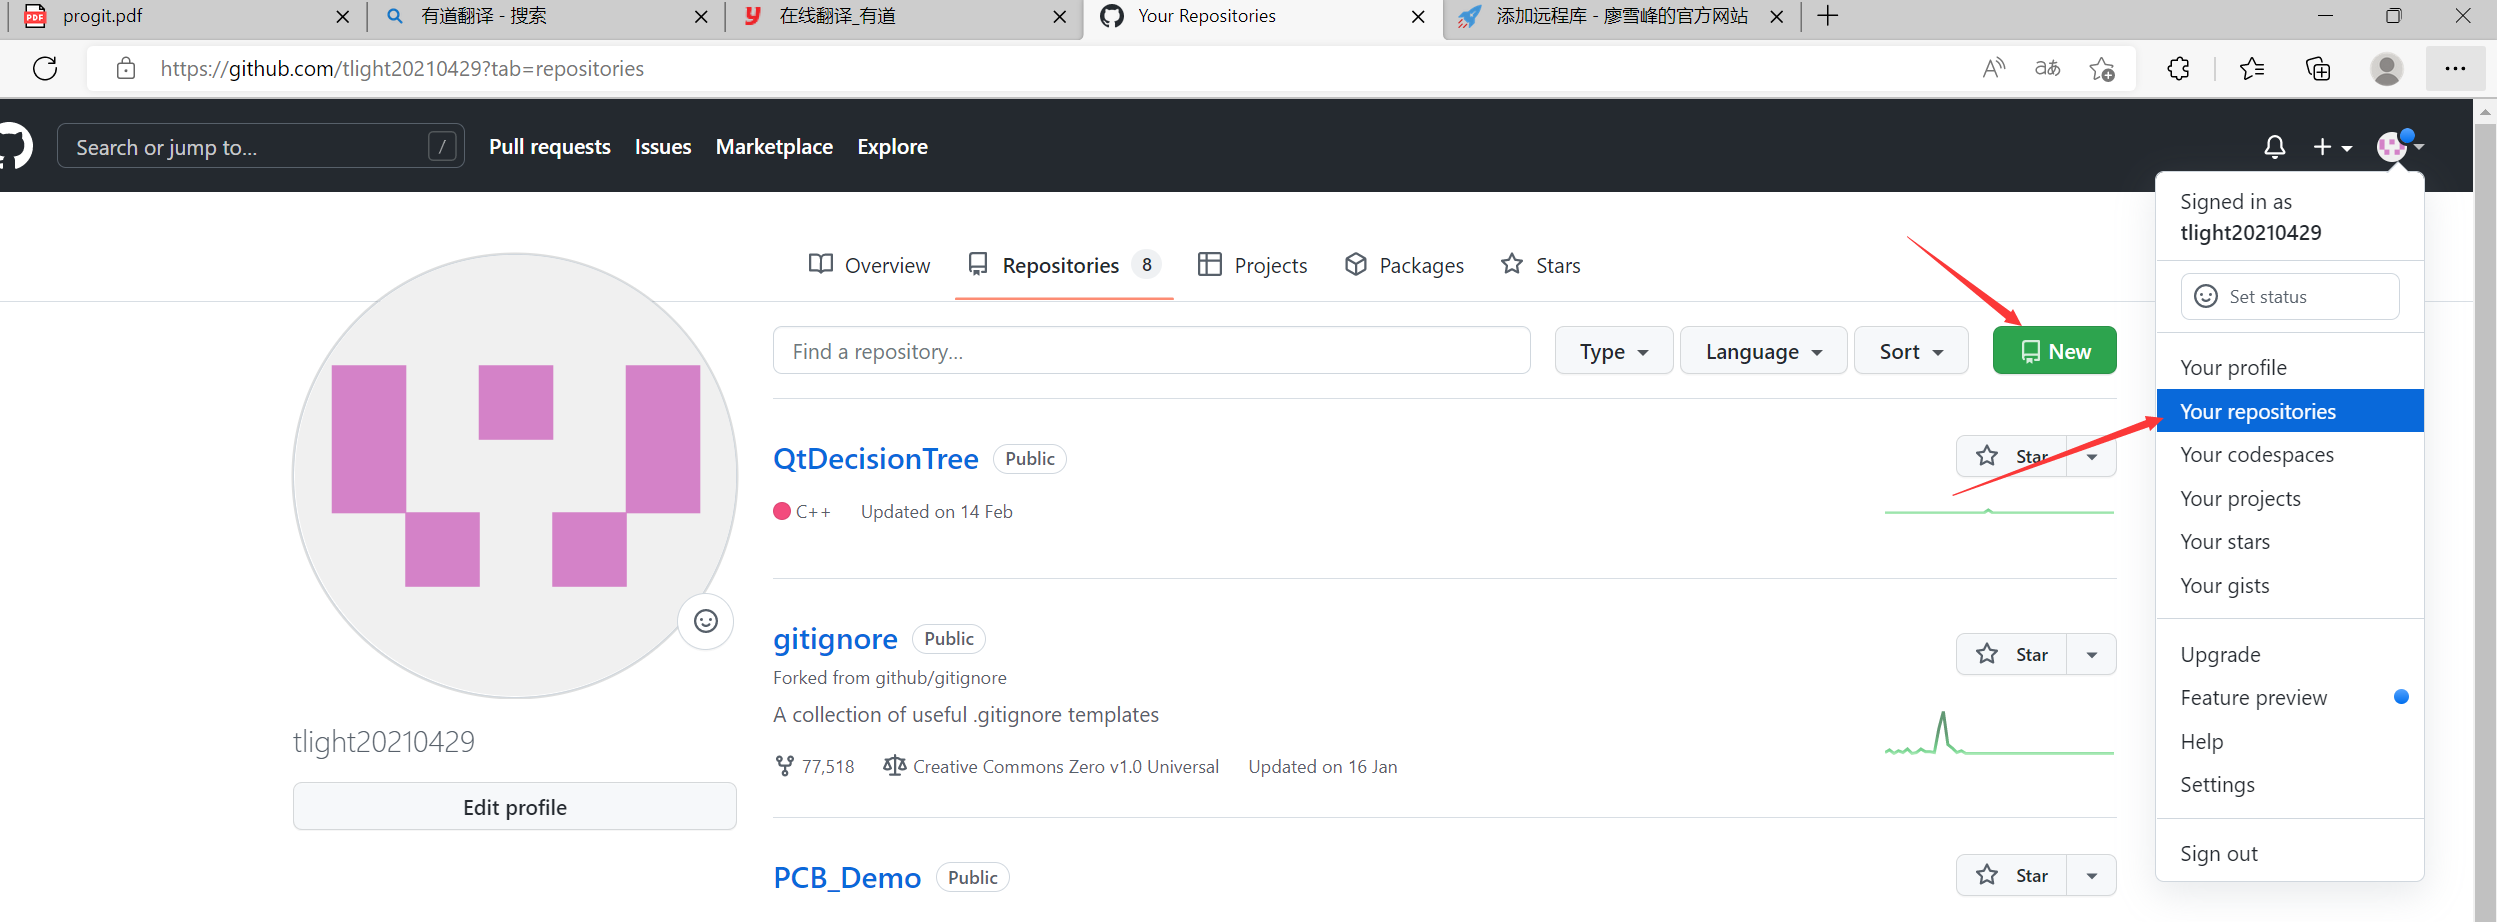 progit.pdf
有道翻译 - 搜索
在线翻译_有道
Your Repositories
添加远程库 - 廖雪峰的官方网站
https://github.com/tlight20210429?tab=repositories
aあ
Search or jump to...
/
Pull requests
Issues
Marketplace
Explore
Signed in as
tlight20210429
Set status
Your profile
Your repositories
Your codespaces
Your projects
Your stars
Your gists
Upgrade
Feature preview
Help
Settings
Sign out
Overview
Repositories 8
Projects
Packages
Stars
Find a repository...
Type
Language
Sort
New
QtDecisionTree Public
Star
C++ Updated on 14 Feb
gitignore Public
Star
Forked from github/gitignore
A collection of useful .gitignore templates
77,518 Creative Commons Zero v1.0 Universal Updated on 16 Jan
PCB_Demo Public
Star
tlight20210429
Edit profile